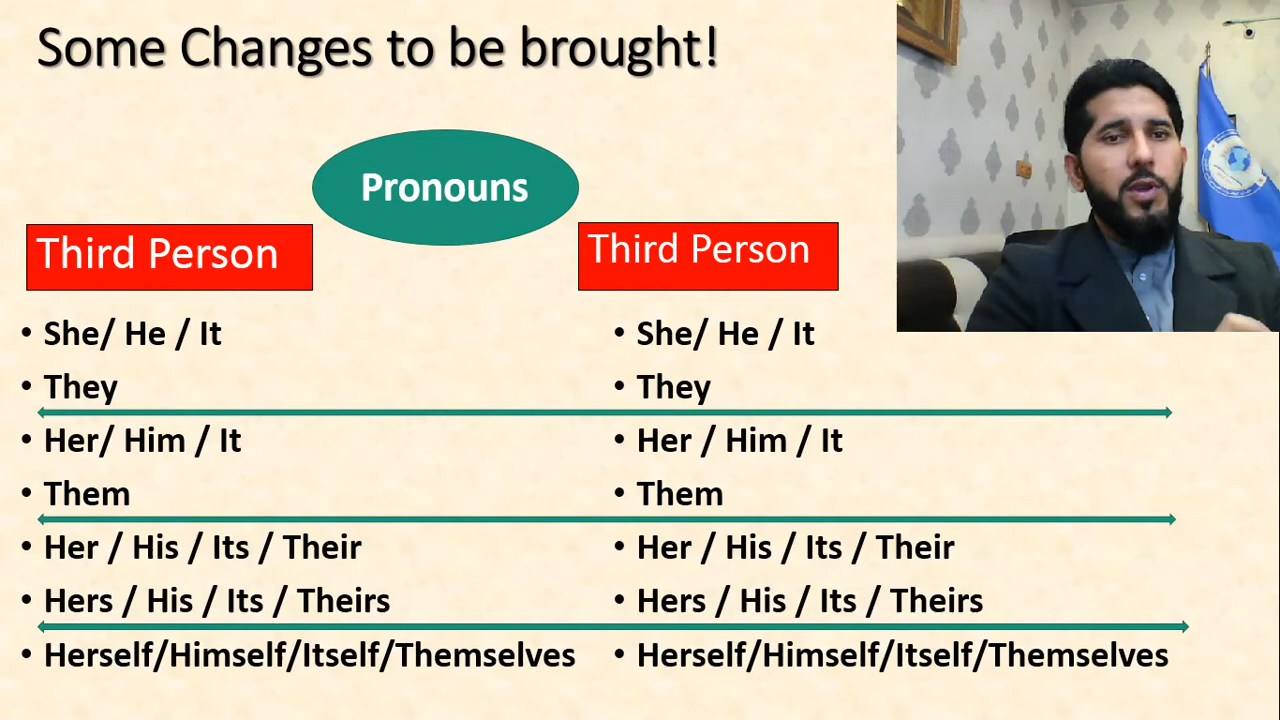 Some Changes to be brought!
Pronouns
Third Person
Third Person
• She/ He / It
• They
• Her/ Him / It
• Them
• Her / His / Its / Their
• Hers / His / Its / Theirs
• Herself/Himself/Itself/Themselves
• She/ He / It
• They
• Her / Him / It
• Them
• Her / His / Its / Their
• Hers / His / Its / Theirs
• Herself/Himself/Itself/Themselves